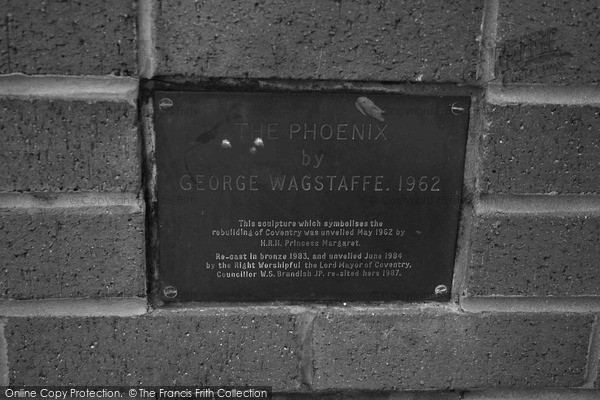 THE PHOENIX
by
GEORGE WAGSTAFFE. 1962
This sculpture which symbolises the
rebuilding of Coventry was unveiled May 1962 by
H.R.H. Princess Margaret.
Re-cast in bronze 1983, and unveiled June 1984
by the Right Worshipful the Lord Mayor of Coventry,
Councillor W.S. Brandish JP. re-sited here 1987.
Online Copy Protection. © The Francis Frith Collection